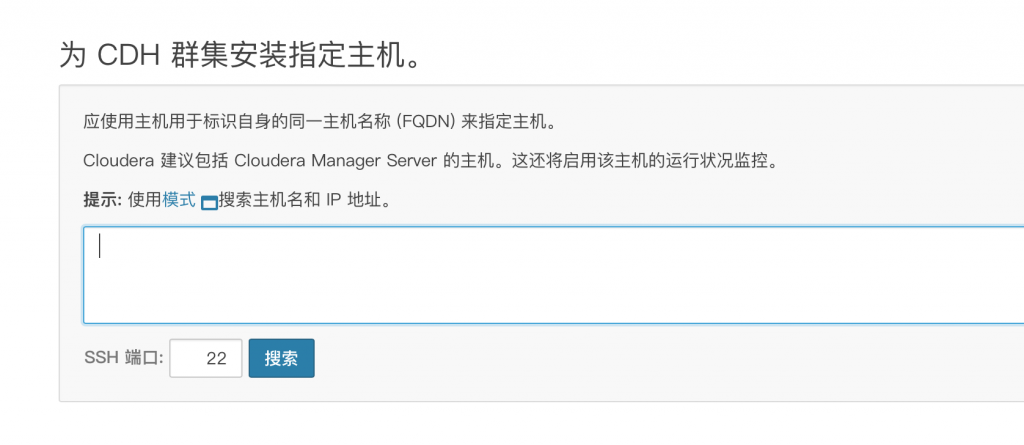 为 CDH 群集安装指定主机。
应使用主机用于标识自身的同一主机名称 (FQDN) 来指定主机。
Cloudera 建议包括 Cloudera Manager Server 的主机。这还将启用该主机的运行状况监控。
提示: 使用模式 搜索主机名和 IP 地址。
SSH 端口: 22 搜索